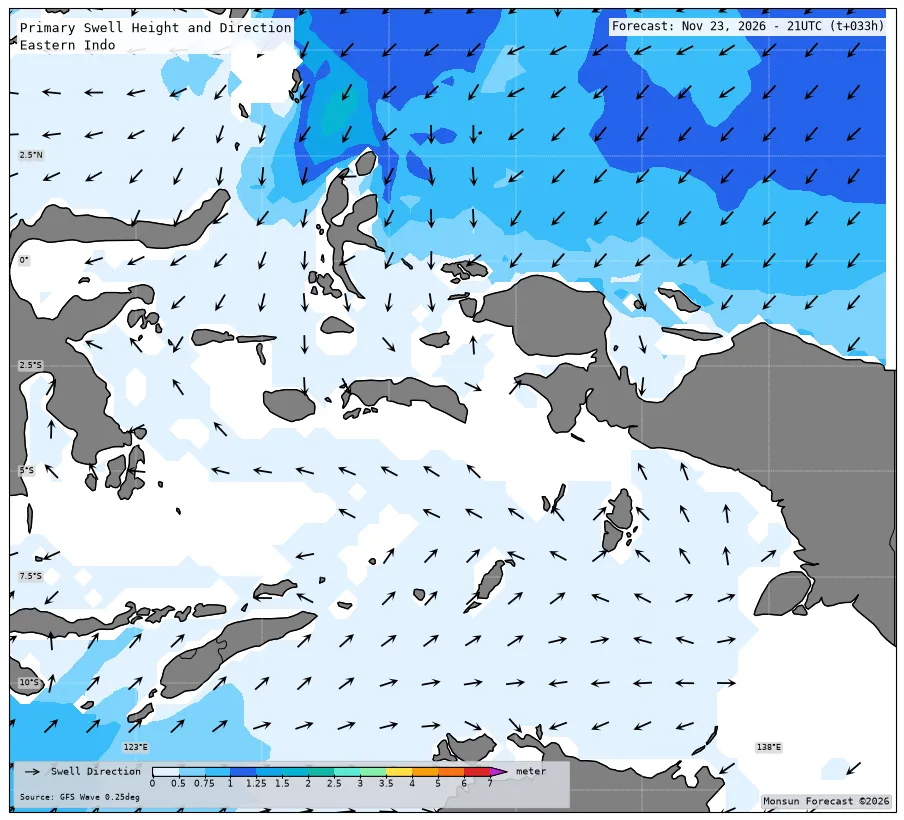 Primary Swell Height and Direction
Eastern Indo
Forecast: Nov 23, 2026 - 21UTC (t+033h)
2.5°N
0°
2.5°S
5°S
7.5°S
10°S
123°E
138°E
Swell Direction
0 0.5 0.75 1 1.25 1.5 2 2.5 3 3.5 4 5 6 7
meter
Source: GFS Wave 0.25deg
Monsun Forecast ©2026